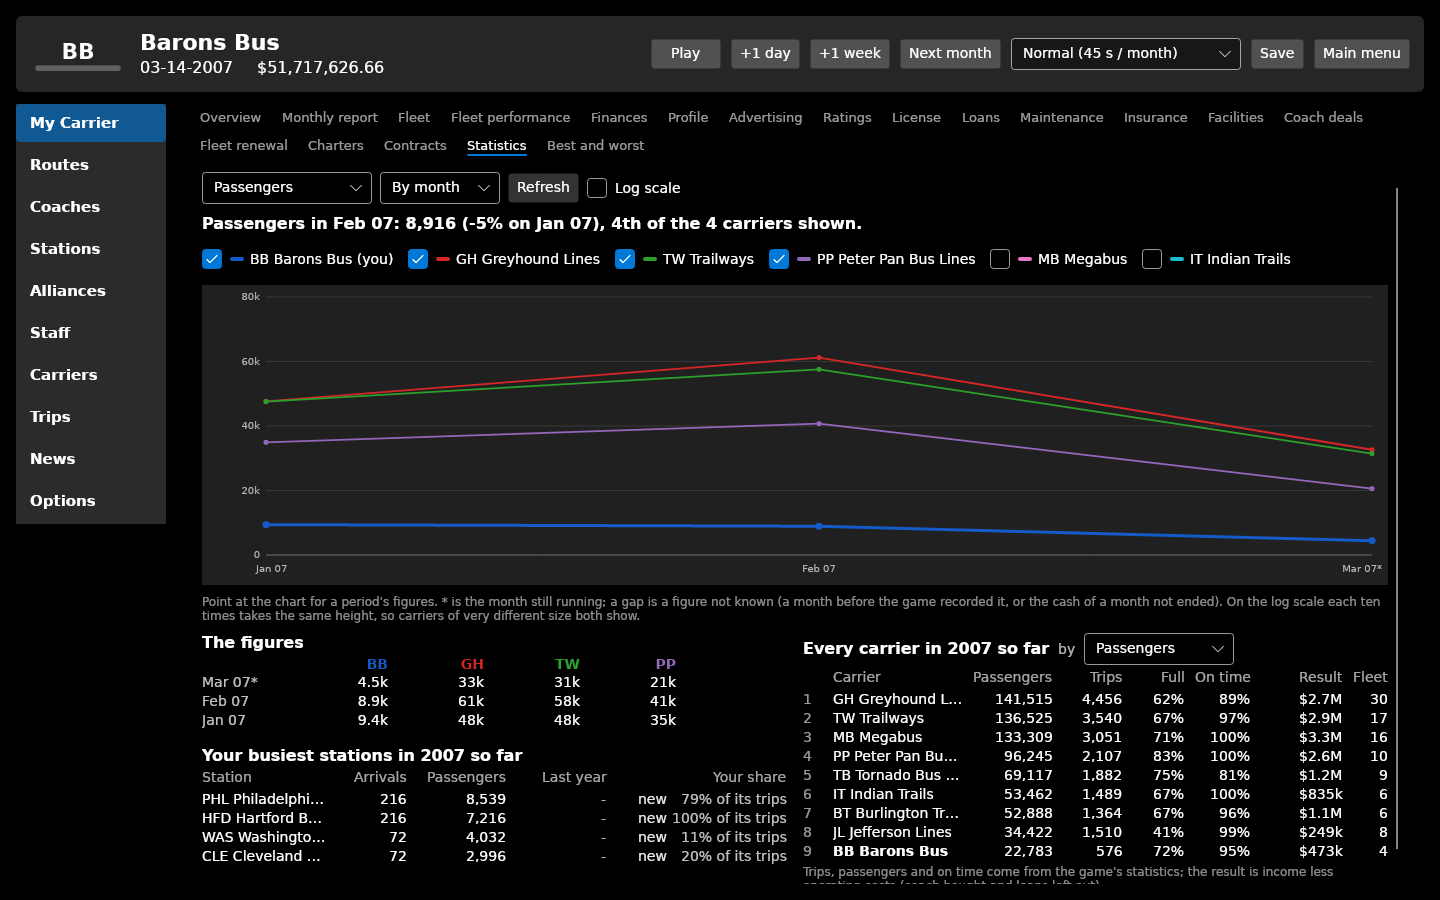 BB
Barons Bus
03-14-2007 $51,717,626.66
Play +1 day +1 week Next month Normal (45 s / month) Save Main menu
My Carrier
Routes
Coaches
Stations
Alliances
Staff
Carriers
Trips
News
Options
Overview Monthly report Fleet Fleet performance Finances Profile Advertising Ratings License Loans Maintenance Insurance Facilities Coach deals
Fleet renewal Charters Contracts Statistics Best and worst
Passengers By month Refresh Log scale
Passengers in Feb 07: 8,916 (-5% on Jan 07), 4th of the 4 carriers shown.
BB Barons Bus (you) GH Greyhound Lines TW Trailways PP Peter Pan Bus Lines MB Megabus IT Indian Trails
80k
60k
40k
20k
0
Jan 07 Feb 07 Mar 07*
Point at the chart for a period's figures. * is the month still running; a gap is a figure not known (a month before the game recorded it, or the cash of a month not ended). On the log scale each ten
times takes the same height, so carriers of very different size both show.
The figures
BB GH TW PP
Mar 07* 4.5k 33k 31k 21k
Feb 07 8.9k 61k 58k 41k
Jan 07 9.4k 48k 48k 35k
Your busiest stations in 2007 so far
Station Arrivals Passengers Last year Your share
PHL Philadelphi... 216 8,539 - new 79% of its trips
HFD Hartford B... 216 7,216 - new 100% of its trips
WAS Washingto... 72 4,032 - new 11% of its trips
CLE Cleveland ... 72 2,996 - new 20% of its trips
Every carrier in 2007 so far by Passengers
Carrier Passengers Trips Full On time Result Fleet
1 GH Greyhound L... 141,515 4,456 62% 89% $2.7M 30
2 TW Trailways 136,525 3,540 67% 97% $2.9M 17
3 MB Megabus 133,309 3,051 71% 100% $3.3M 16
4 PP Peter Pan Bu... 96,245 2,107 83% 100% $2.6M 10
5 TB Tornado Bus ... 69,117 1,882 75% 81% $1.2M 9
6 IT Indian Trails 53,462 1,489 67% 100% $835k 6
7 BT Burlington Tr... 52,888 1,364 67% 96% $1.1M 6
8 JL Jefferson Lines 34,422 1,510 41% 99% $249k 8
9 BB Barons Bus 22,783 576 72% 95% $473k 4
Trips, passengers and on time come from the game's statistics; the result is income less